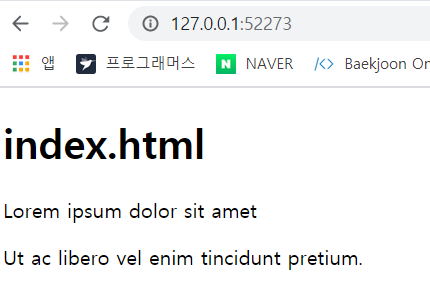 127.0.0.1:52273
앱 프로그래머스 NAVER Baekjoon On
index.html
Lorem ipsum dolor sit amet
Ut ac libero vel enim tincidunt pretium.